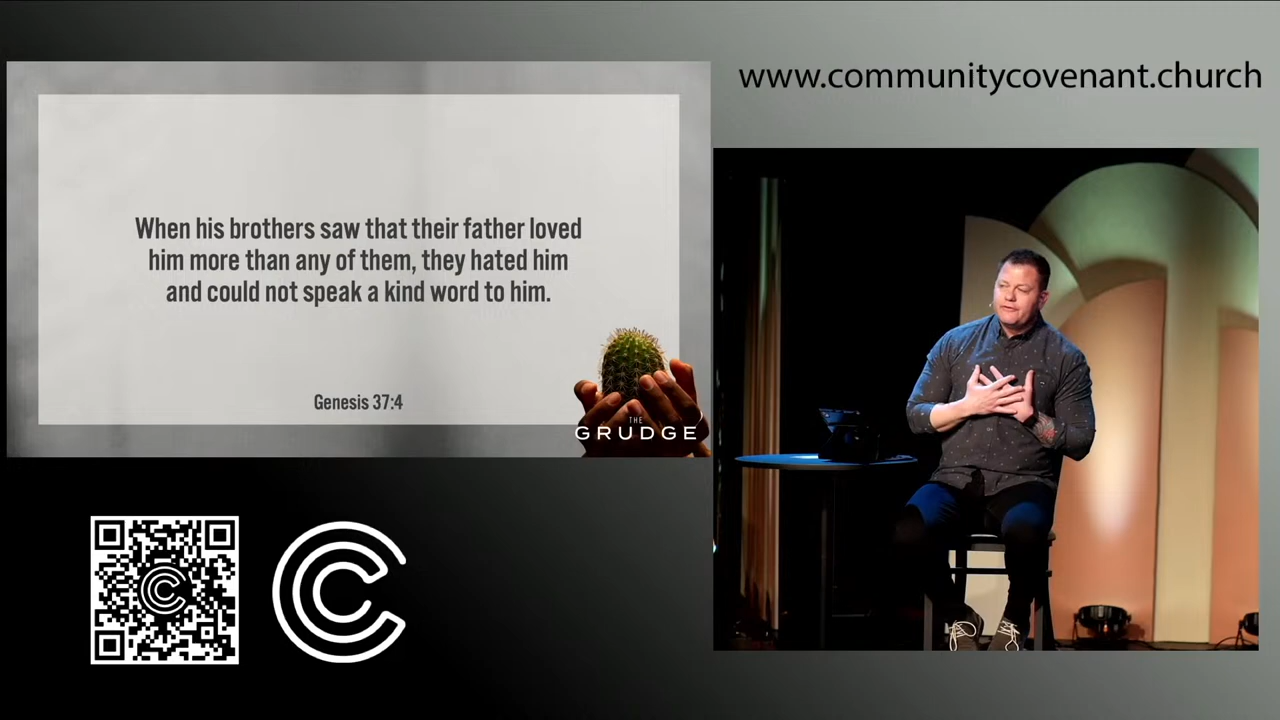 www.communitycovenant.church
When his brothers saw that their father loved
him more than any of them, they hated him
and could not speak a kind word to him.
Genesis 37:4
THE
GRUDGE